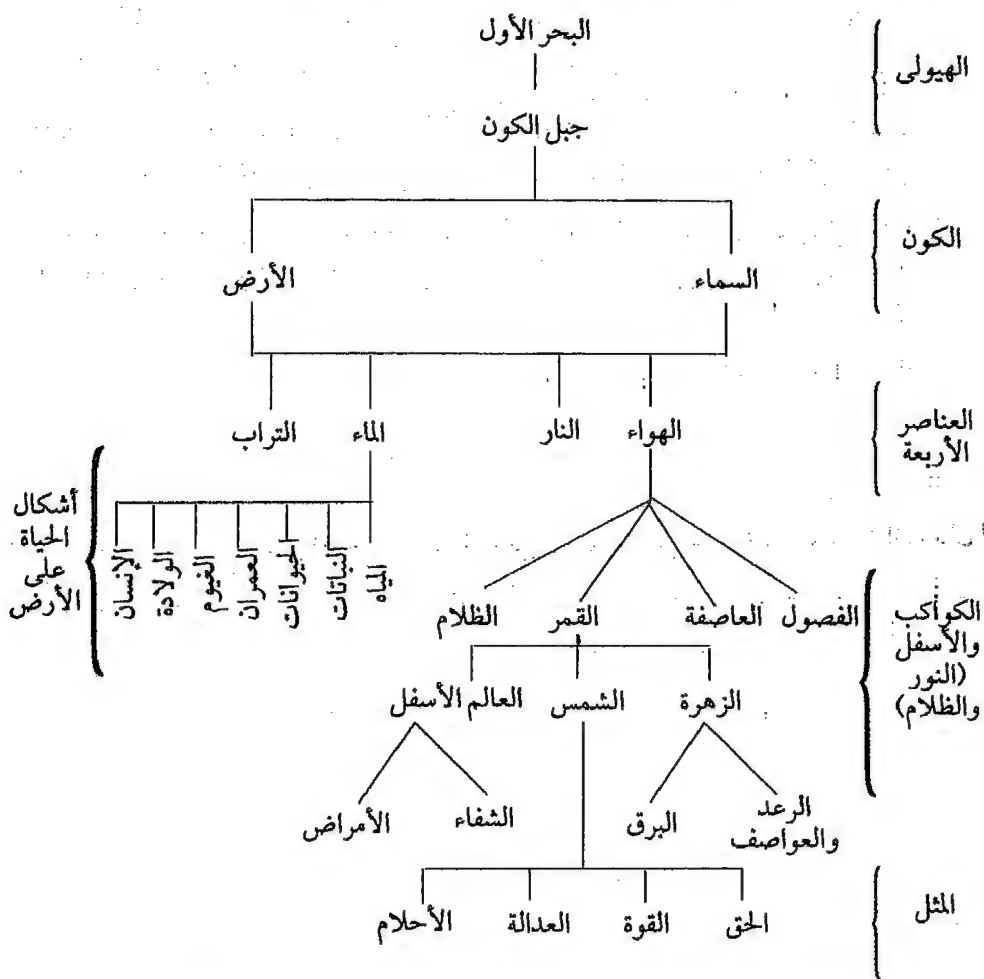 البحر الأول
الهيولى
جبل الكون
الكون
السماء
الأرض
العناصر
الأربعة
الهواء
النار
الماء
التراب
أشكال
الحياة
على
الأرض
المياه
النباتات
الحيوانات
العمران
الغيوم
الولادة
الإنسان
الكواكب
والأسفل
(النور
والظلام)
الفصول
العاصفة
القمر
الظلام
الزهرة
الشمس
العالم الأسفل
الرعد
والعواصف
البرق
الشفاء
الأمراض
المثل
الحق
القوة
العدالة
الأحلام